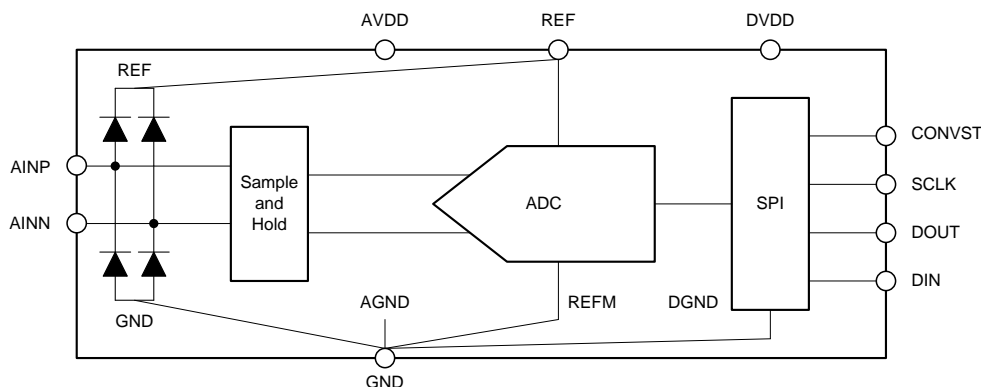 AVDD
REF
DVDD
REF
AINP
AINN
Sample
and
Hold
ADC
SPI
CONVST
SCLK
DOUT
DIN
GND
AGND
REFM
DGND
GND